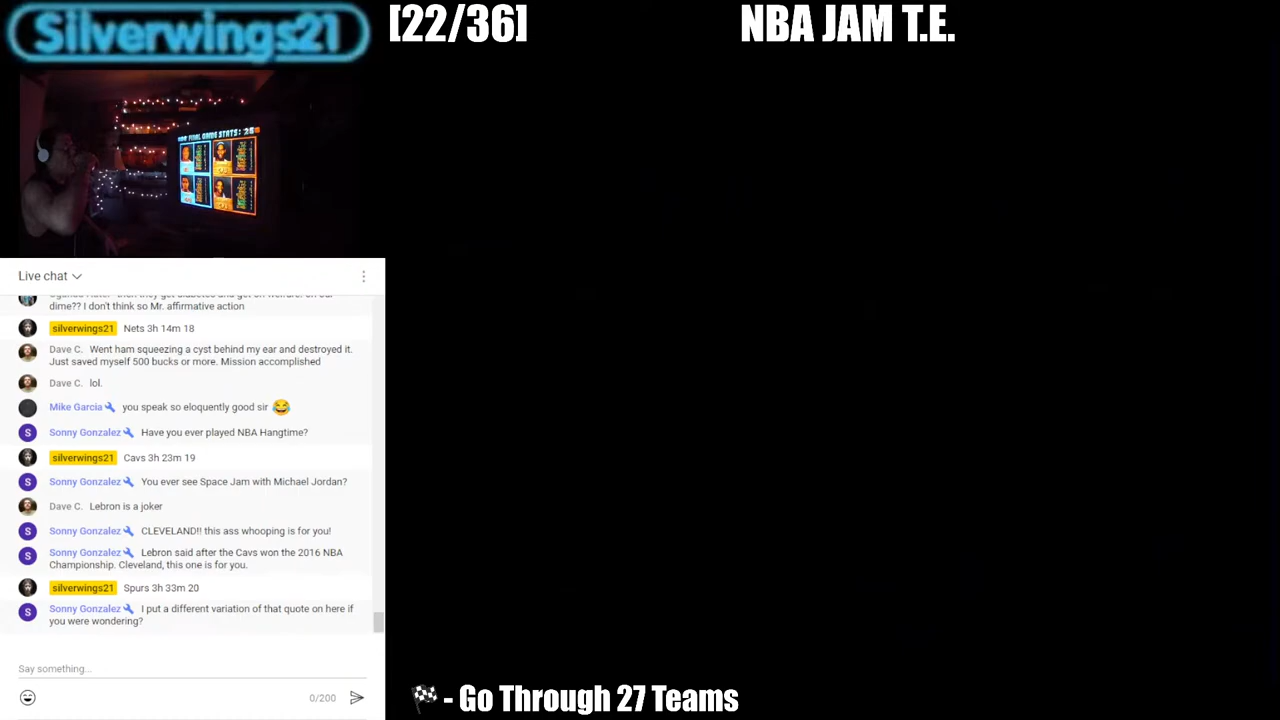 Silverwings21
[22/36]
NBA JAM T.E.
FINAL GAME STATS:
Live chat
dime?? I don't think so Mr. affirmative action
silverwings21 Nets 3h 14m 18
Dave C. Went ham squeezing a cyst behind my ear and destroyed it.
Just saved myself 500 bucks or more. Mission accomplished
Dave C. lol.
Mike Garcia you speak so eloquently good sir 😂
Sonny Gonzalez Have you ever played NBA Hangtime?
silverwings21 Cavs 3h 23m 19
Sonny Gonzalez You ever see Space Jam with Michael Jordan?
Dave C. Lebron is a joker
Sonny Gonzalez CLEVELAND!! this ass whooping is for you!
Sonny Gonzalez Lebron said after the Cavs won the 2016 NBA
Championship. Cleveland, this one is for you.
silverwings21 Spurs 3h 33m 20
Sonny Gonzalez I put a different variation of that quote on here if
you were wondering?
Say something...
0/200
- Go Through 27 Teams